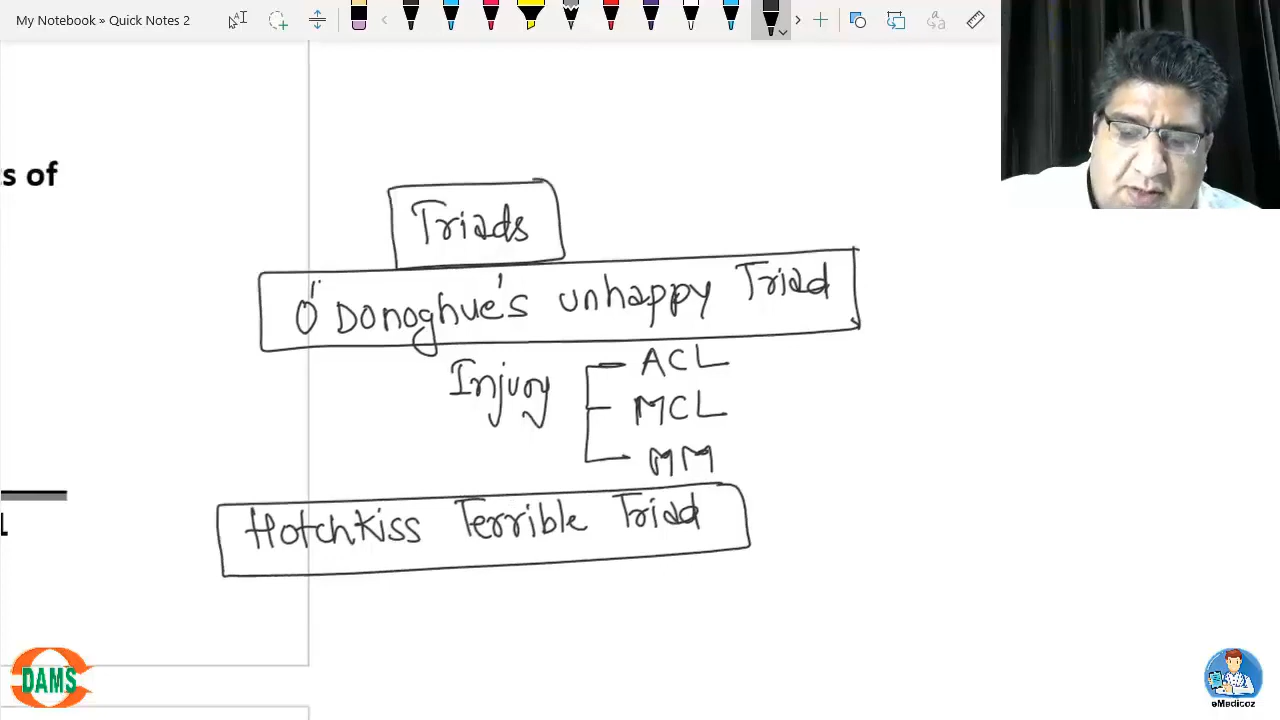 My Notebook » Quick Notes 2
s of
Triads
O'Donoghue's unhappy Triad
Injury
ACL
MCL
MM
Hotchkiss Terrible Triad
DAMS
eMedicoz